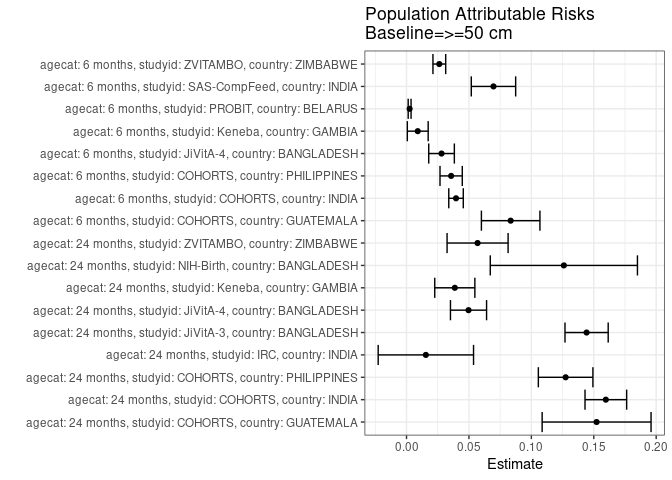 Population Attributable Risks
Baseline=>=50 cm
agecat: 6 months, studyid: ZVITAMBO, country: ZIMBABWE
agecat: 6 months, studyid: SAS-CompFeed, country: INDIA
agecat: 6 months, studyid: PROBIT, country: BELARUS
agecat: 6 months, studyid: Keneba, country: GAMBIA
agecat: 6 months, studyid: JiVitA-4, country: BANGLADESH
agecat: 6 months, studyid: COHORTS, country: PHILIPPINES
agecat: 6 months, studyid: COHORTS, country: INDIA
agecat: 6 months, studyid: COHORTS, country: GUATEMALA
agecat: 24 months, studyid: ZVITAMBO, country: ZIMBABWE
agecat: 24 months, studyid: NIH-Birth, country: BANGLADESH
agecat: 24 months, studyid: Keneba, country: GAMBIA
agecat: 24 months, studyid: JiVitA-4, country: BANGLADESH
agecat: 24 months, studyid: JiVitA-3, country: BANGLADESH
agecat: 24 months, studyid: IRC, country: INDIA
agecat: 24 months, studyid: COHORTS, country: PHILIPPINES
agecat: 24 months, studyid: COHORTS, country: INDIA
agecat: 24 months, studyid: COHORTS, country: GUATEMALA
0.00 0.05 0.10 0.15 0.20
Estimate